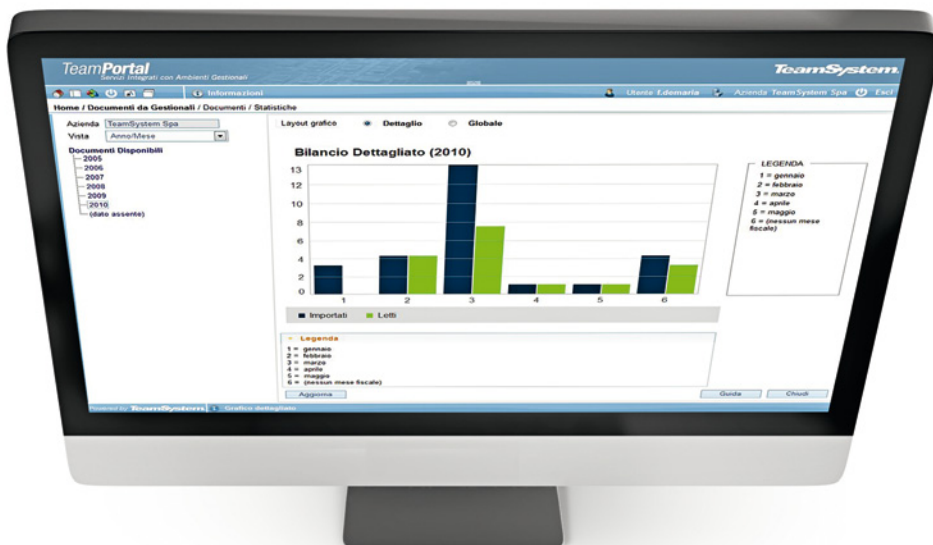 TeamPortal
Servizi Integrati con Ambienti Gestionali
TeamSystem
Informazioni
Utente f.demaria
Azienda TeamSystem Spa
Esci
Home / Documenti da Gestionali / Documenti / Statistiche
Azienda TeamSystem Spa
Vista Anno/Mese
Documenti Disponibili
2005
2006
2007
2008
2009
2010
(dato assente)
Layout grafico Dettaglio Globale
Bilancio Dettagliato (2010)
13
12
10
8
6
4
2
0
1 2 3 4 5 6
Importati Letti
LEGENDA
1 = gennaio
2 = febbraio
3 = marzo
4 = aprile
5 = maggio
6 = (nessun mese
fiscale)
Legenda
1 = gennaio
2 = febbraio
3 = marzo
4 = aprile
5 = maggio
6 = (nessun mese fiscale)
Aggiorna
Guida
Chiudi
Powered by TeamSystem
Grafico dettagliato